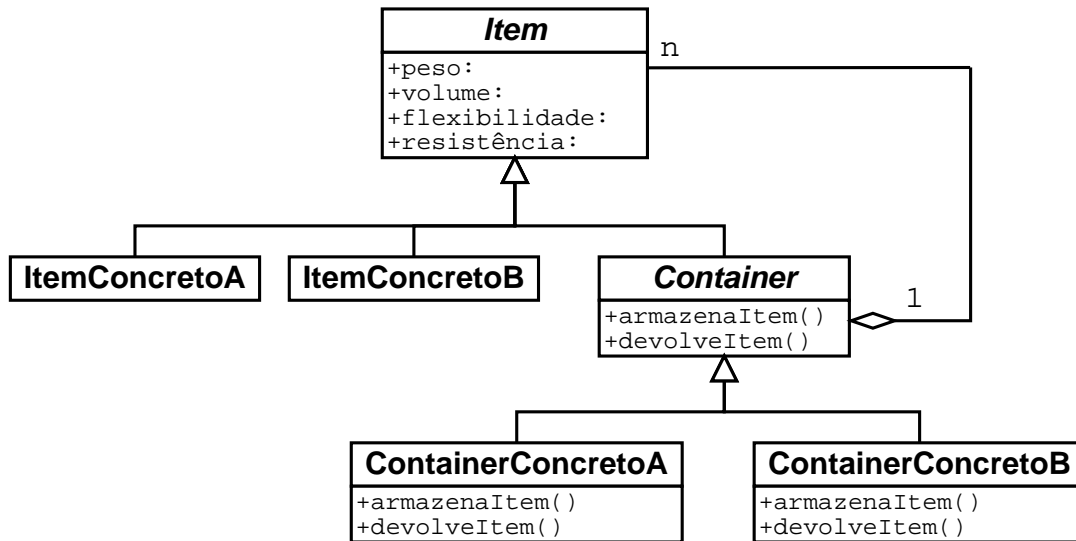 Item
n
+peso:
+volume:
+flexibilidade:
+resistência:
ItemConcretoA
ItemConcretoB
Container
1
+armazenaItem()
+devolveItem()
ContainerConcretoA
+armazenaItem()
+devolveItem()
ContainerConcretoB
+armazenaItem()
+devolveItem()